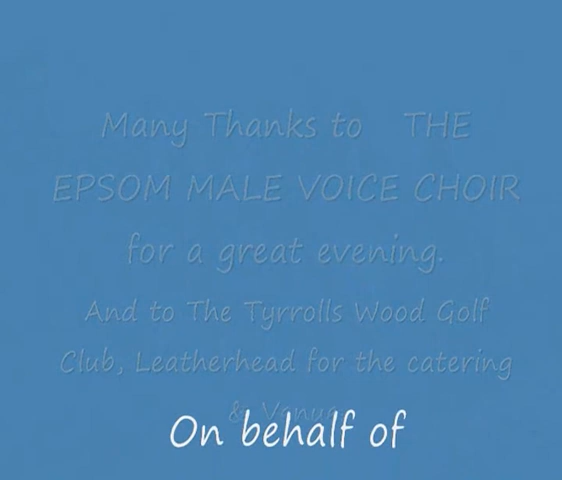 Many Thanks to THE
EPSOM MALE VOICE CHOIR
for a great evening.
And to The Tyrrolls Wood Golf
Club, Leatherhead for the catering
& Venue
On behalf of